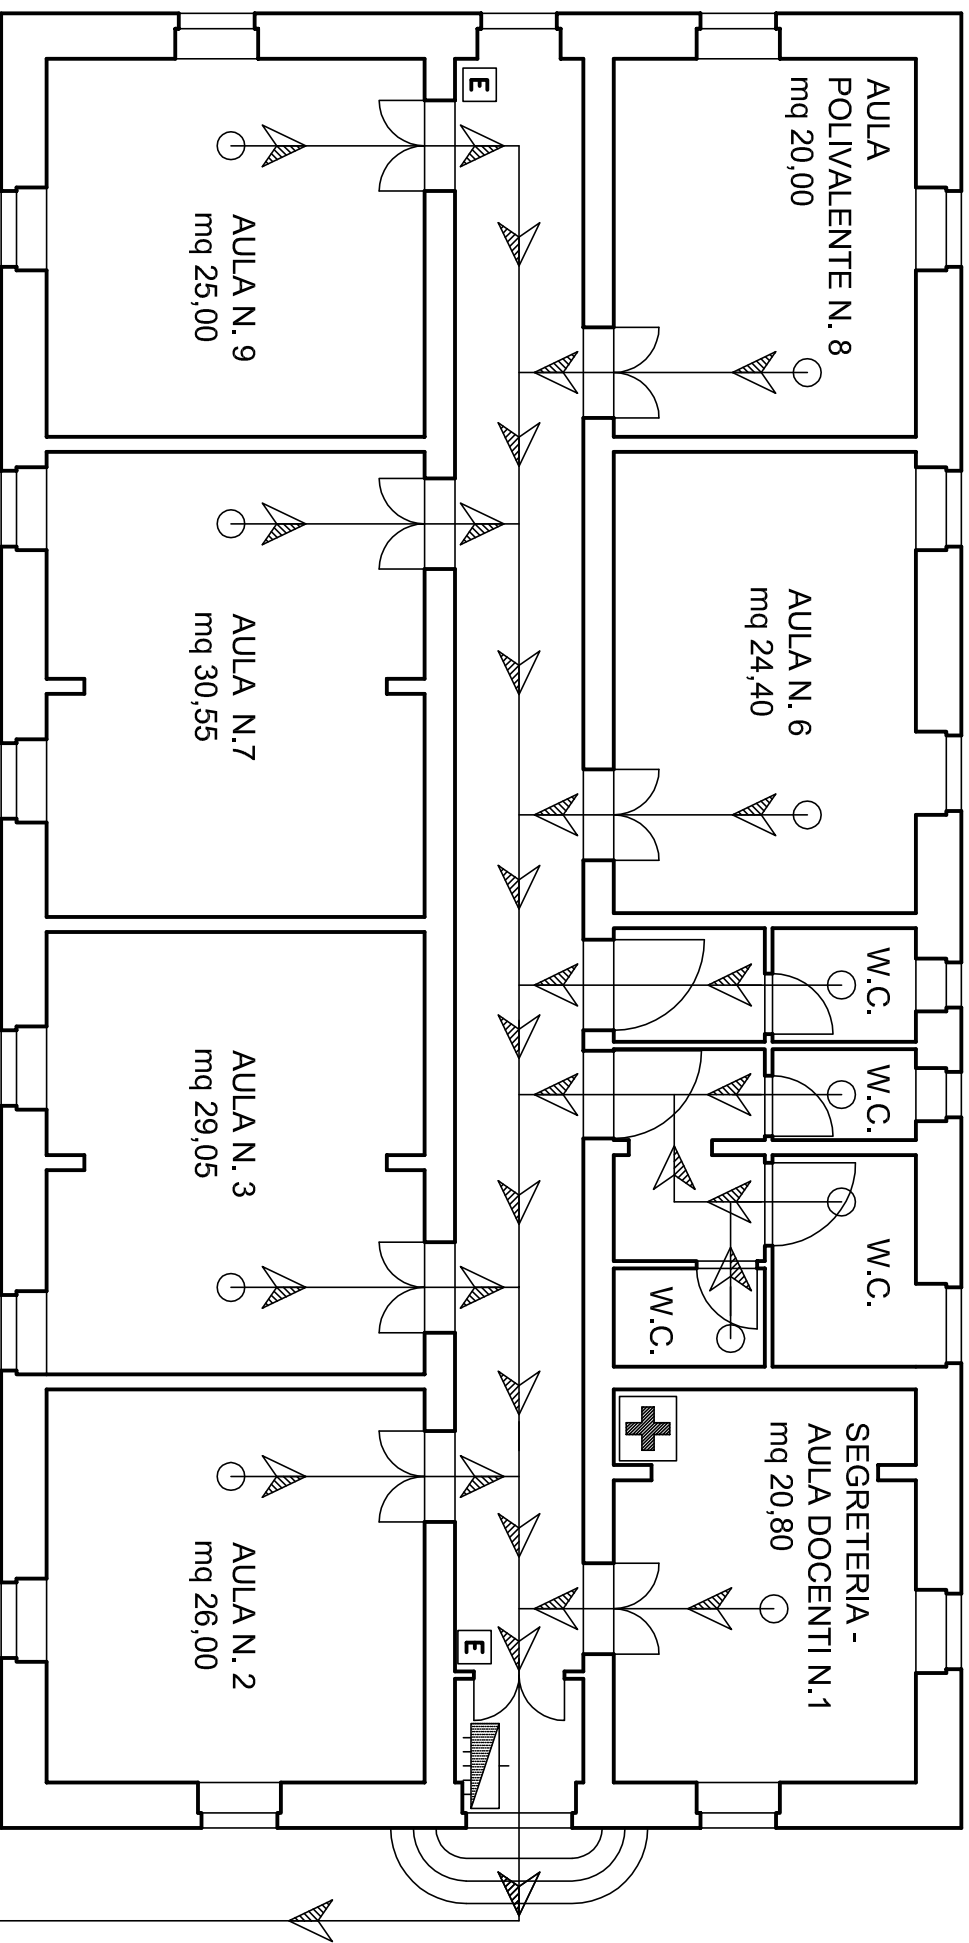 AULA
POLIVALENTE N. 8
mq 20,00
AULA N. 6
mq 24,40
W.C.
W.C.
W.C.
W.C.
SEGRETERIA -
AULA DOCENTI N.1
mq 20,80
E
E
AULA N. 9
mq 25,00
AULA N.7
mq 30,55
AULA N. 3
mq 29,05
AULA N. 2
mq 26,00